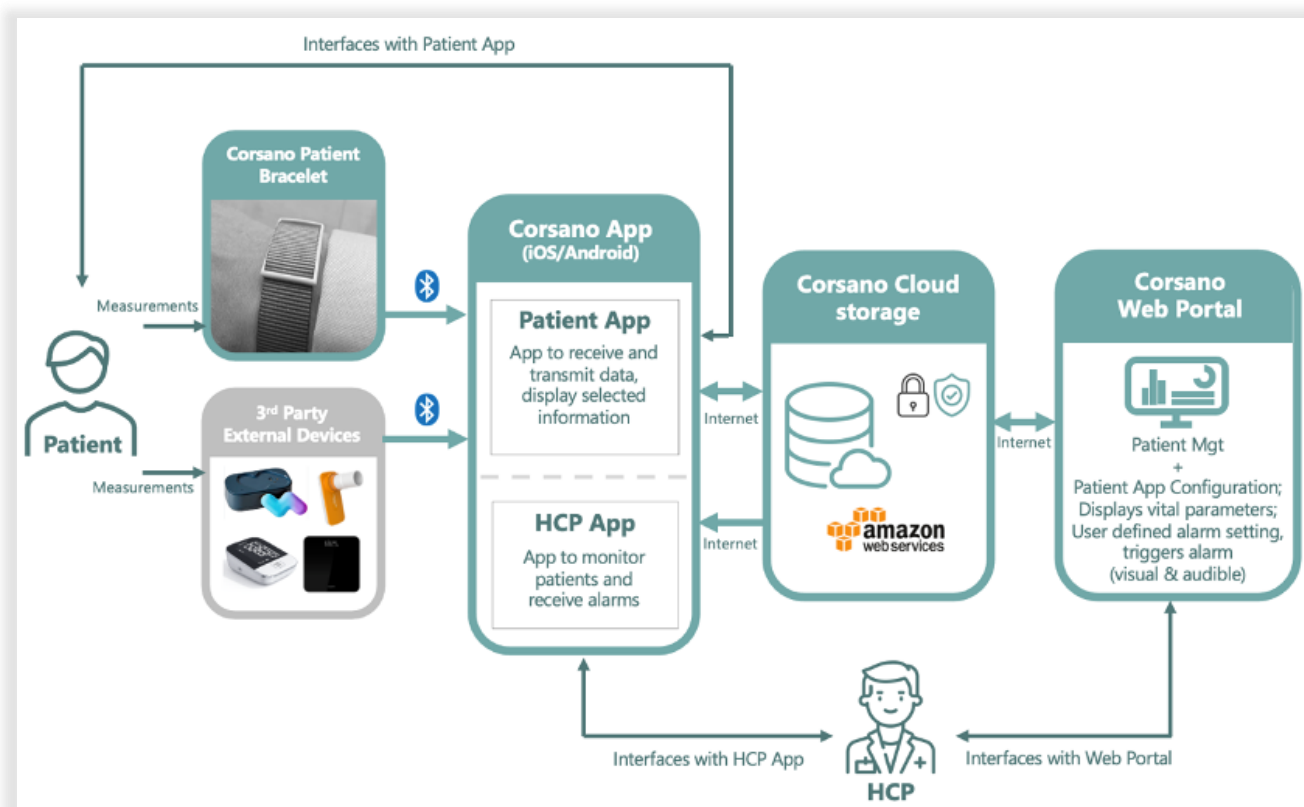 Interfaces with Patient App
Corsano Patient
Bracelet
Measurements
Patient
Measurements
3rd Party
External Devices
Corsano App
(iOS/Android)
Patient App
App to receive and
transmit data,
display selected
information
HCP App
App to monitor
patients and
receive alarms
Internet
Internet
Corsano Cloud
storage
amazon
webservices
Internet
Corsano
Web Portal
Patient Mgt
+
Patient App Configuration;
Displays vital parameters;
User defined alarm setting,
triggers alarm
(visual & audible)
Interfaces with HCP App
Interfaces with Web Portal
HCP